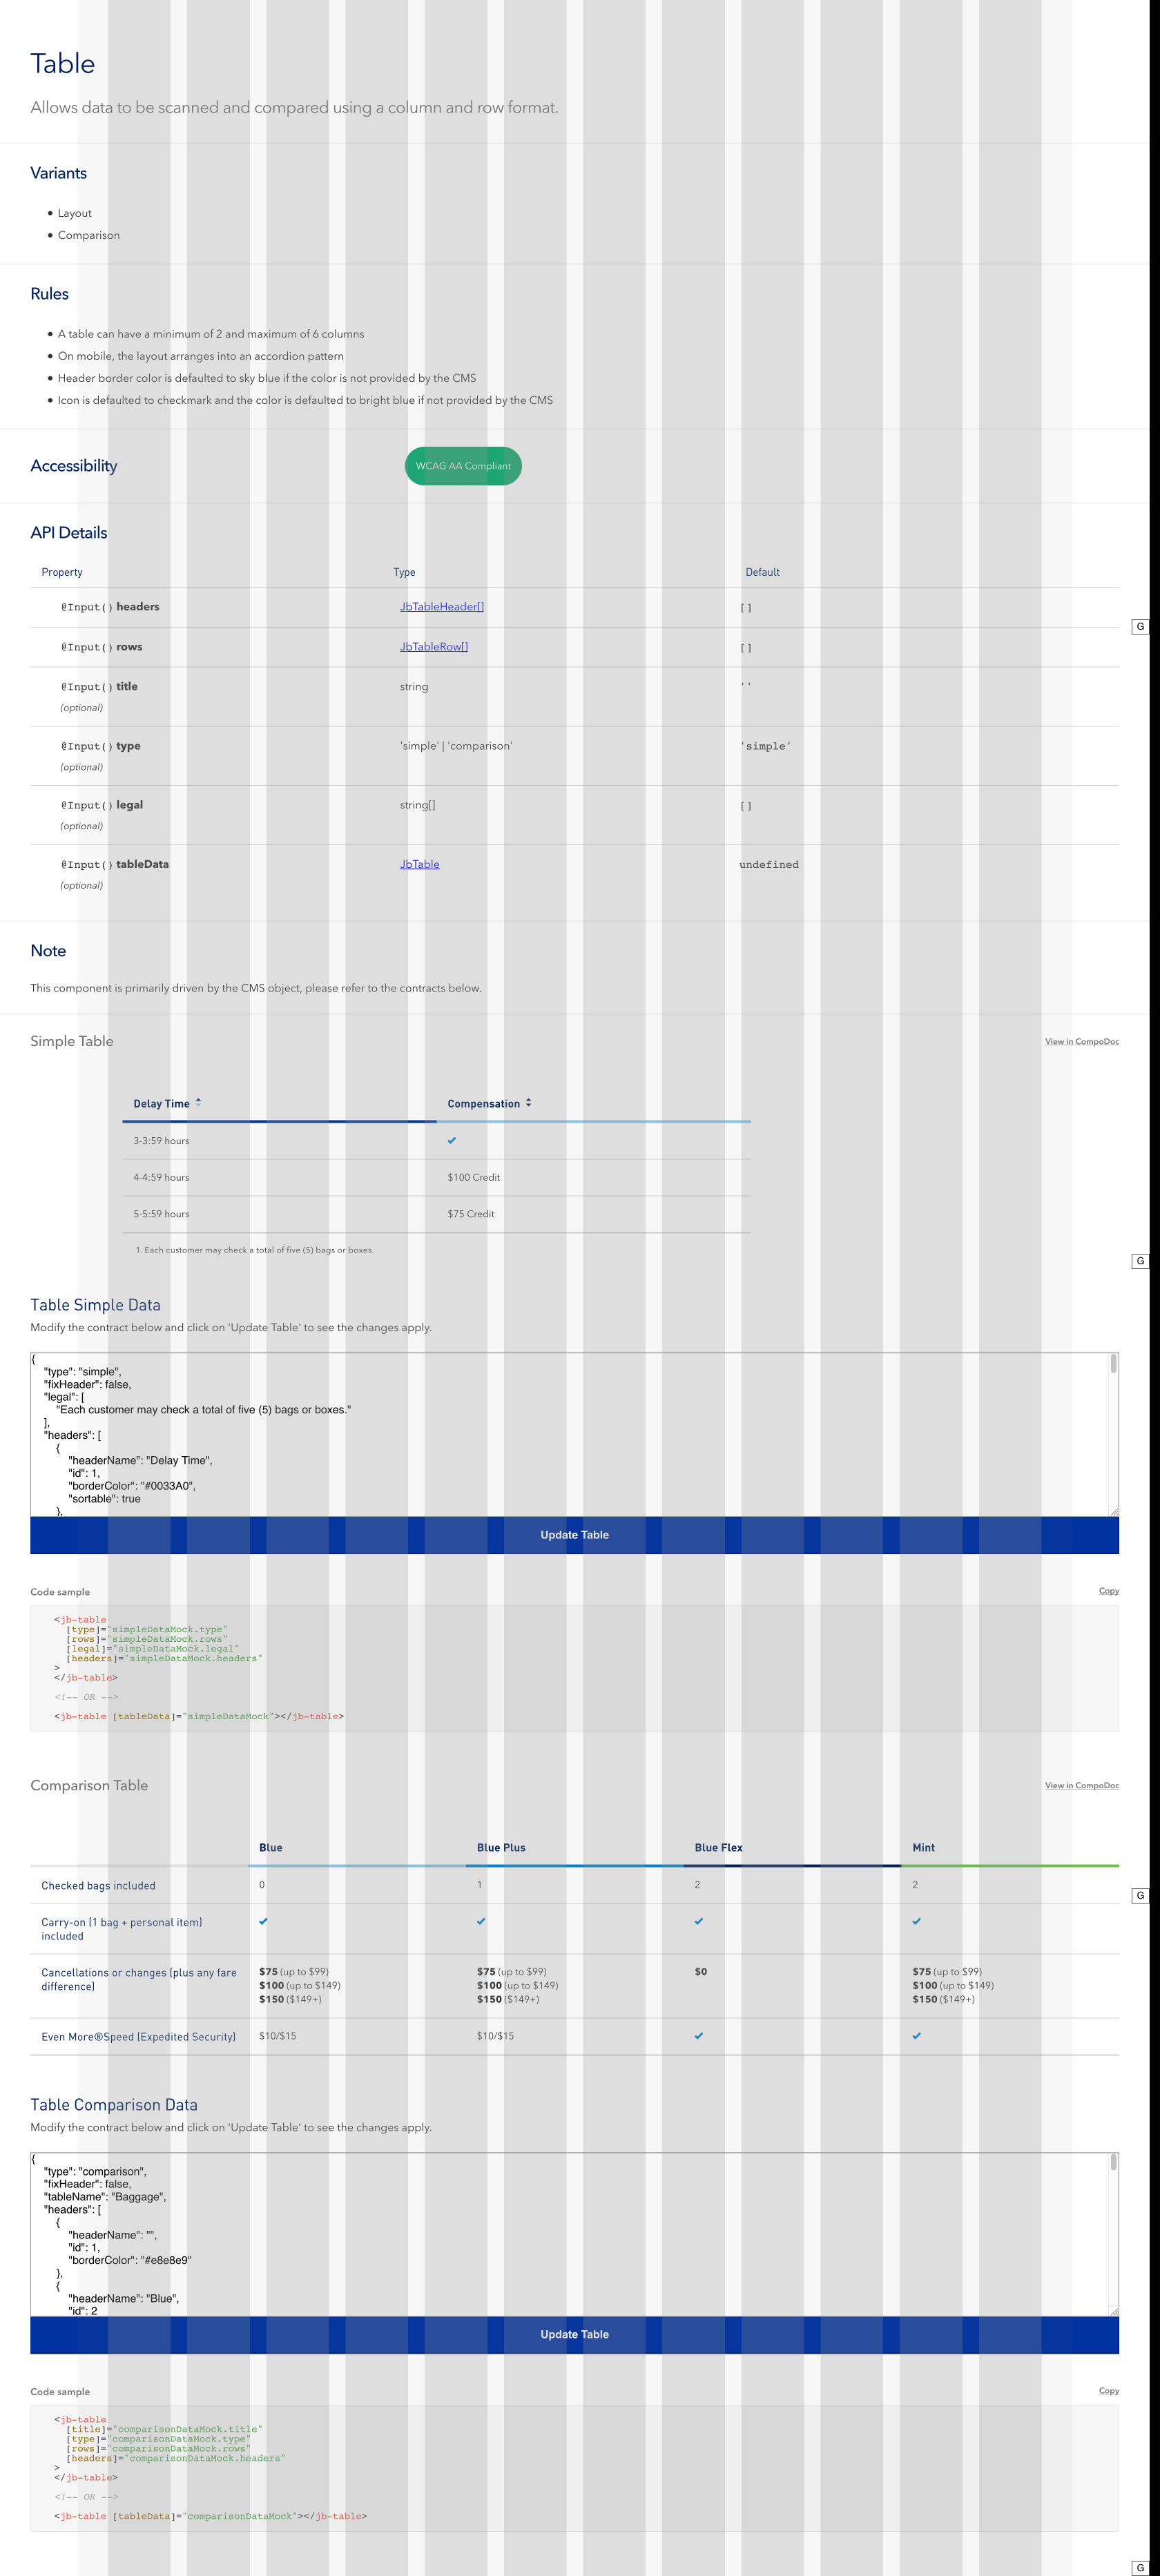 Table
Allows data to be scanned and compared using a column and row format.
Variants
• Layout
• Comparison
Rules
• A table can have a minimum of 2 and maximum of 6 columns
• On mobile, the layout arranges into an accordion pattern
• Header border color is defaulted to sky blue if the color is not provided by the CMS
• Icon is defaulted to checkmark and the color is defaulted to bright blue if not provided by the CMS
Accessibility WCAG AA Compliant
API Details
Property Type Default
@Input() headers JbTableHeader[] []
G
@Input() rows JbTableRow[] []
@Input() title string ''
(optional)
@Input() type 'simple' | 'comparison' 'simple'
(optional)
@Input() legal string[] []
(optional)
@Input() tableData JbTable undefined
(optional)
Note
This component is primarily driven by the CMS object, please refer to the contracts below.
Simple Table View in CompoDoc
Delay Time Compensation
3-3:59 hours ✔
4-4:59 hours $100 Credit
5-5:59 hours $75 Credit
1. Each customer may check a total of five (5) bags or boxes.
G
Table Simple Data
Modify the contract below and click on 'Update Table' to see the changes apply.
{
"type": "simple",
"fixHeader": false,
"legal": [
"Each customer may check a total of five (5) bags or boxes."
],
"headers": [
{
"headerName": "Delay Time",
"id": 1,
"borderColor": "#0033A0",
"sortable": true
},
Update Table
Code sample Copy
<jb-table
[type]="simpleDataMock.type"
[rows]="simpleDataMock.rows"
[legal]="simpleDataMock.legal"
[headers]="simpleDataMock.headers"
>
</jb-table>
<!-- OR -->
<jb-table [tableData]="simpleDataMock"></jb-table>
Comparison Table View in CompoDoc
Blue Blue Plus Blue Flex Mint
Checked bags included 0 1 2 2
G
Carry-on (1 bag + personal item) ✔ ✔ ✔ ✔
included
Cancellations or changes (plus any fare $75 (up to $99) $75 (up to $99) $0 $75 (up to $99)
difference) $100 (up to $149) $100 (up to $149) $100 (up to $149)
$150 ($149+) $150 ($149+) $150 ($149+)
Even More®Speed (Expedited Security) $10/$15 $10/$15 ✔ ✔
Table Comparison Data
Modify the contract below and click on 'Update Table' to see the changes apply.
{
"type": "comparison",
"fixHeader": false,
"tableName": "Baggage",
"headers": [
{
"headerName": "",
"id": 1,
"borderColor": "#e8e8e9"
},
{
"headerName": "Blue",
"id": 2
Update Table
Code sample Copy
<jb-table
[title]="comparisonDataMock.title"
[type]="comparisonDataMock.type"
[rows]="comparisonDataMock.rows"
[headers]="comparisonDataMock.headers"
>
</jb-table>
<!-- OR -->
<jb-table [tableData]="comparisonDataMock"></jb-table>
G